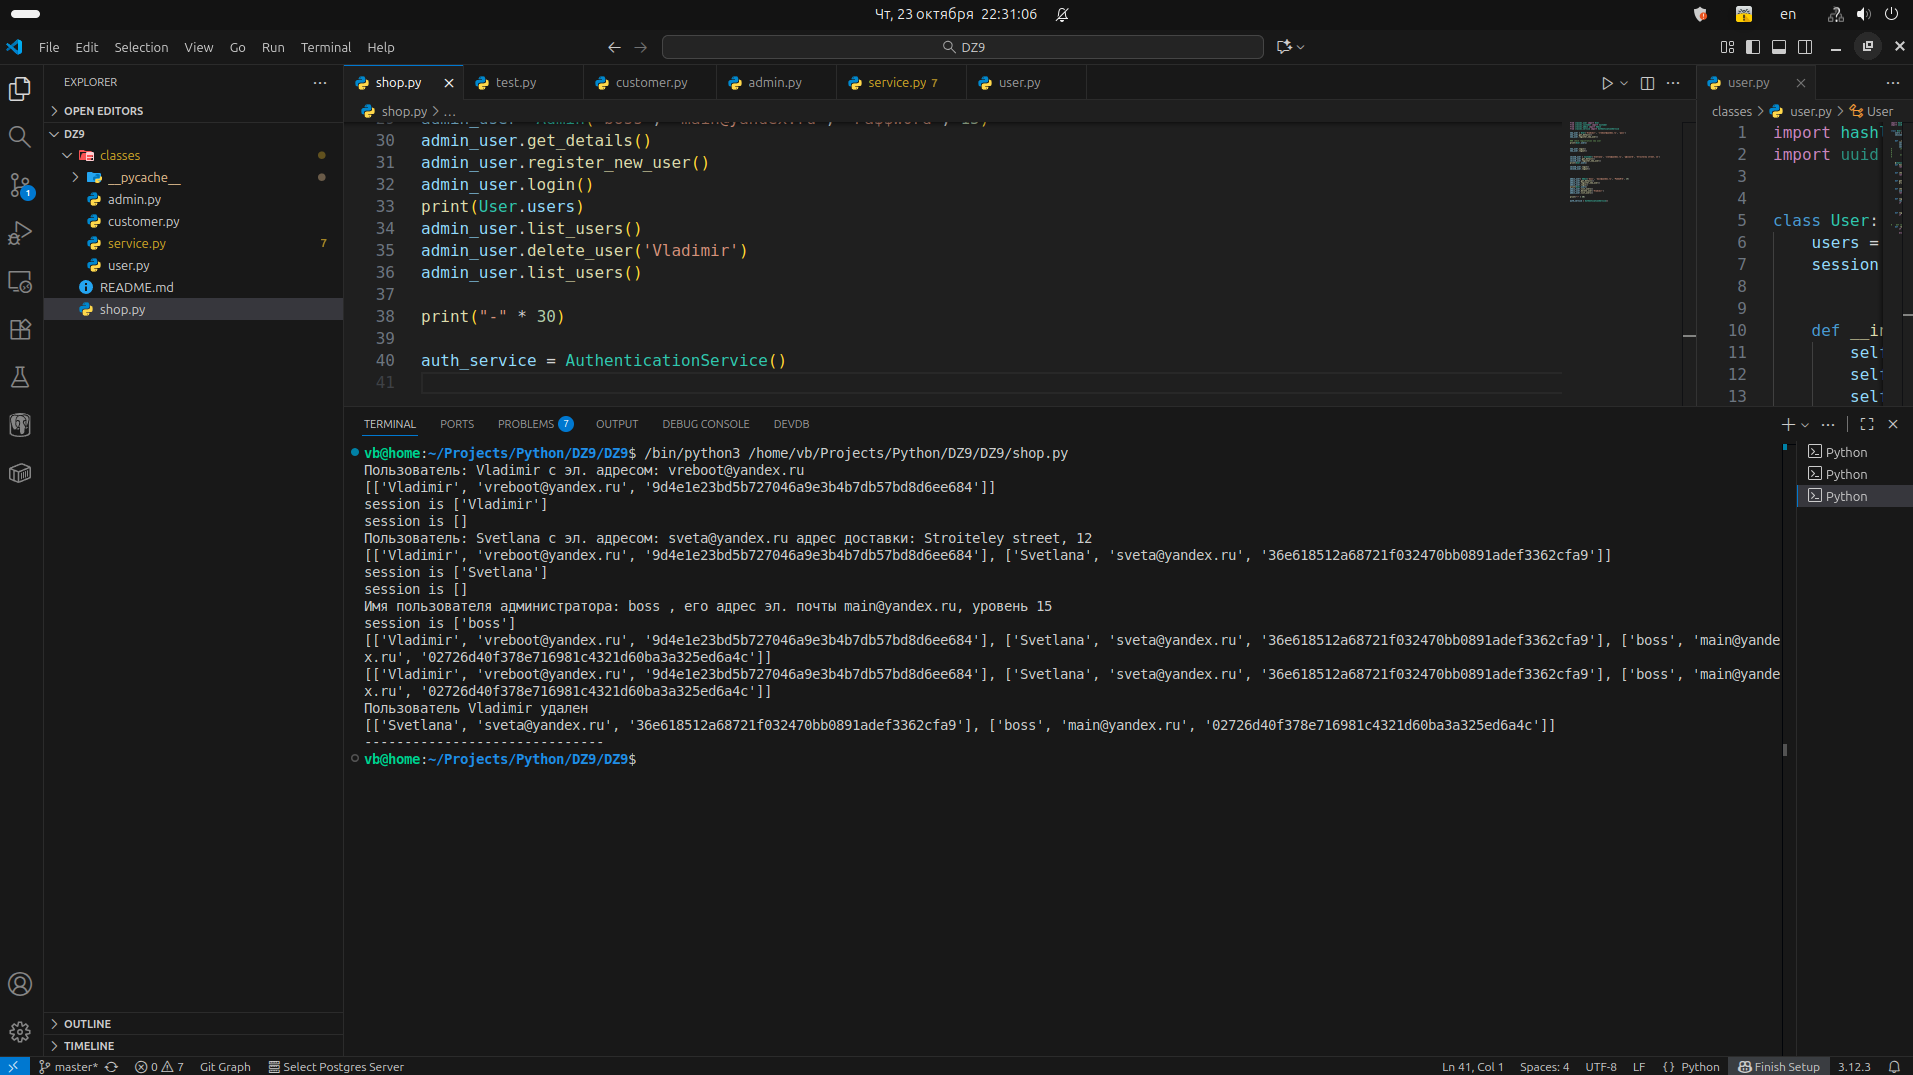 Чт, 23 октября 22:31:06
en
File Edit Selection View Go Run Terminal Help
DZ9
EXPLORER
OPEN EDITORS
DZ9
classes
__pycache__
admin.py
customer.py
service.py 7
user.py
README.md
shop.py
OUTLINE
TIMELINE
1
shop.py test.py customer.py admin.py service.py 7 user.py
shop.py > ...
30 admin_user.get_details()
31 admin_user.register_new_user()
32 admin_user.login()
33 print(User.users)
34 admin_user.list_users()
35 admin_user.delete_user('Vladimir')
36 admin_user.list_users()
37
38 print("-" * 30)
39
40 auth_service = AuthenticationService()
41
user.py
classes > user.py > User
1 import hashl
2 import uuid
3
4
5 class User:
6 users =
7 session
8
9
10 def __in
11 self
12 self
13 self
TERMINAL PORTS PROBLEMS 7 OUTPUT DEBUG CONSOLE DEVDB
vb@home:~/Projects/Python/DZ9/DZ9$ /bin/python3 /home/vb/Projects/Python/DZ9/DZ9/shop.py
Пользователь: Vladimir с эл. адресом: vreboot@yandex.ru
[['Vladimir', 'vreboot@yandex.ru', '9d4e1e23bd5b727046a9e3b4b7db57bd8d6ee684']]
session is ['Vladimir']
session is []
Пользователь: Svetlana с эл. адресом: sveta@yandex.ru адрес доставки: Stroiteley street, 12
[['Vladimir', 'vreboot@yandex.ru', '9d4e1e23bd5b727046a9e3b4b7db57bd8d6ee684'], ['Svetlana', 'sveta@yandex.ru', '36e618512a68721f032470bb0891adef3362cfa9']]
session is ['Svetlana']
session is []
Имя пользователя администратора: boss , его адрес эл. почты main@yandex.ru, уровень 15
session is ['boss']
[['Vladimir', 'vreboot@yandex.ru', '9d4e1e23bd5b727046a9e3b4b7db57bd8d6ee684'], ['Svetlana', 'sveta@yandex.ru', '36e618512a68721f032470bb0891adef3362cfa9'], ['boss', 'main@yande
x.ru', '02726d40f378e716981c4321d60ba3a325ed6a4c']]
[['Vladimir', 'vreboot@yandex.ru', '9d4e1e23bd5b727046a9e3b4b7db57bd8d6ee684'], ['Svetlana', 'sveta@yandex.ru', '36e618512a68721f032470bb0891adef3362cfa9'], ['boss', 'main@yande
x.ru', '02726d40f378e716981c4321d60ba3a325ed6a4c']]
Пользователь Vladimir удален
[['Svetlana', 'sveta@yandex.ru', '36e618512a68721f032470bb0891adef3362cfa9'], ['boss', 'main@yandex.ru', '02726d40f378e716981c4321d60ba3a325ed6a4c']]
------------------------------
vb@home:~/Projects/Python/DZ9/DZ9$
Python
Python
Python
master* 0 7 Git Graph Select Postgres Server Ln 41, Col 1 Spaces: 4 UTF-8 LF {} Python Finish Setup 3.12.3